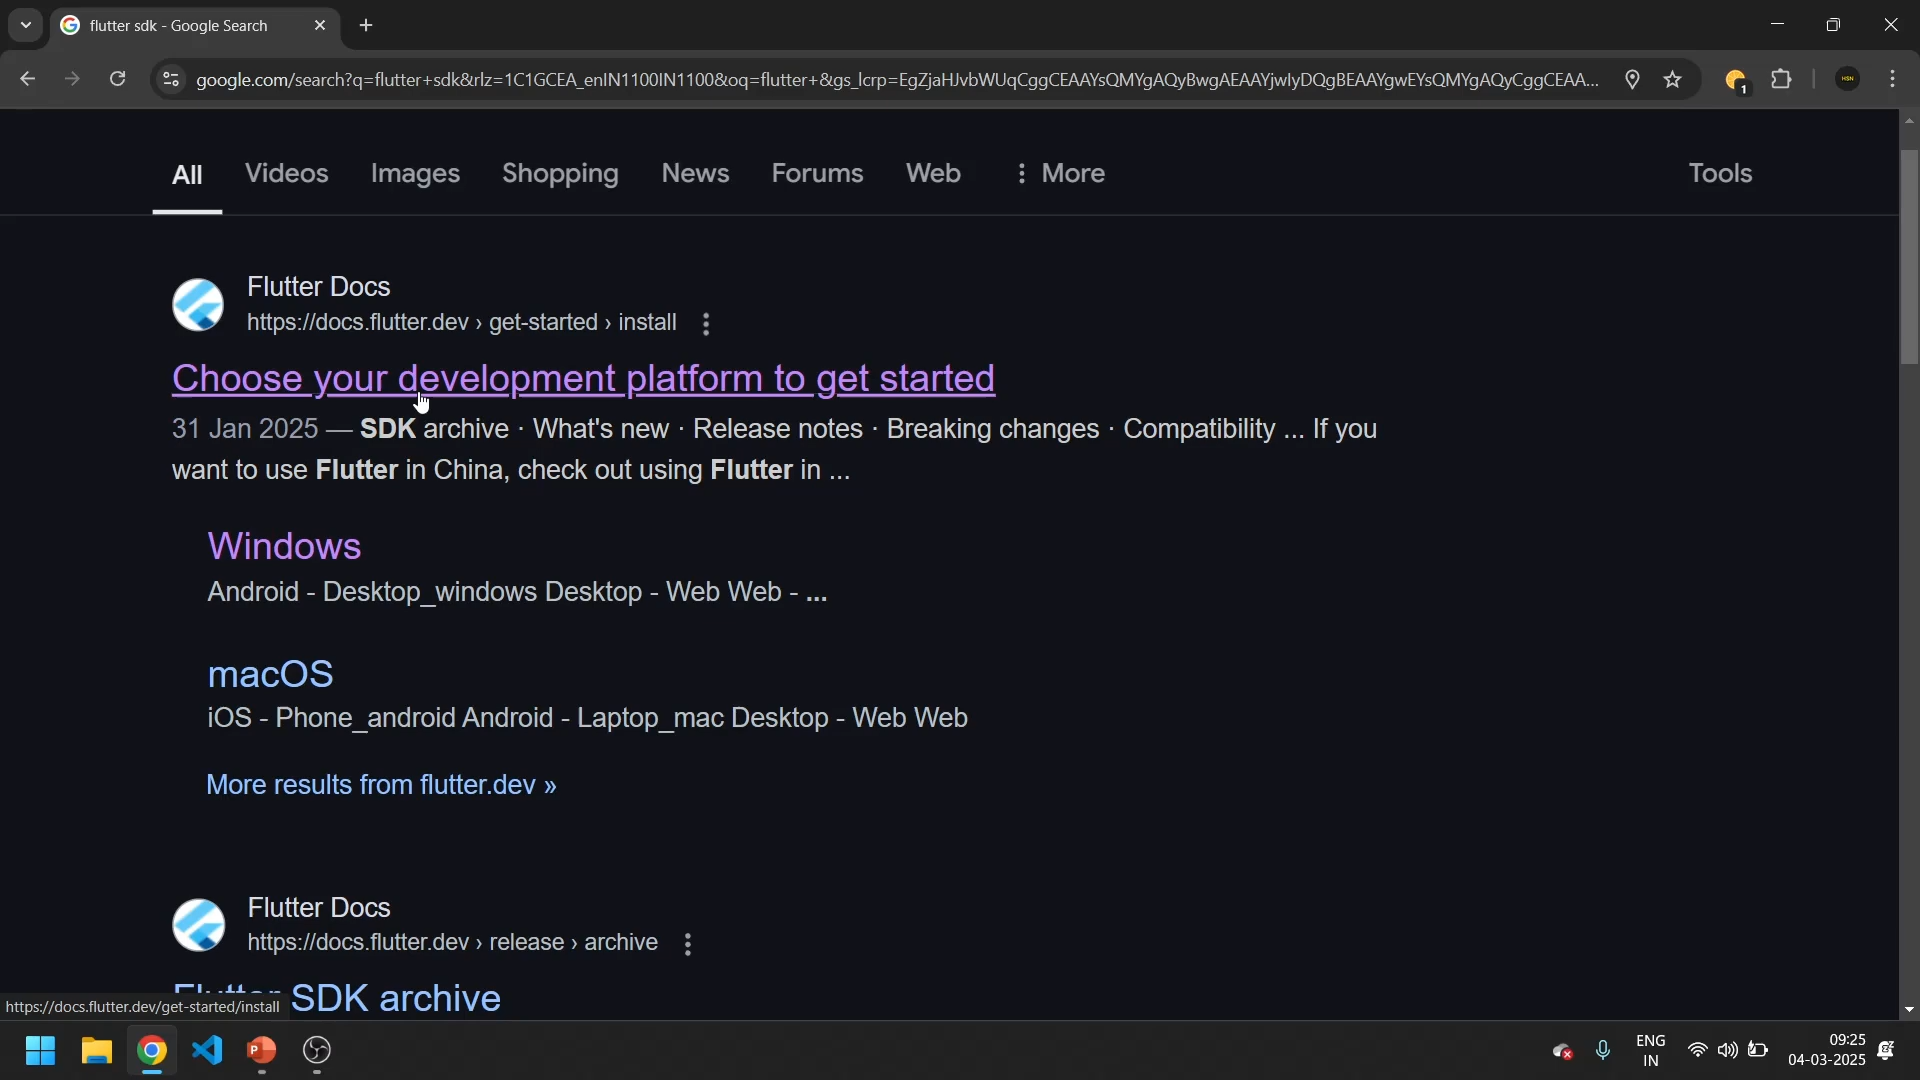 flutter sdk - Google Search
google.com/search?q=flutter+sdk&rlz=1C1GCEA_enIN1100IN1100&oq=flutter+&gs_lcrp=EgZjaHJvbWUqCggCEAAYsQMYgAQyBwgAEAAYjwIyDQgBEAAYgwEYsQMYgAQyCggCEAA...
1
HSN
All Videos Images Shopping News Forums Web More Tools
Flutter Docs
https://docs.flutter.dev › get-started › install
Choose your development platform to get started
31 Jan 2025 — SDK archive · What's new · Release notes · Breaking changes · Compatibility ... If you
want to use Flutter in China, check out using Flutter in ...
Windows
Android - Desktop_windows Desktop - Web Web - ...
macOS
iOS - Phone_android Android - Laptop_mac Desktop - Web Web
More results from flutter.dev »
Flutter Docs
https://docs.flutter.dev › release › archive
Flutter SDK archive
https://docs.flutter.dev/get-started/install
ENG
IN
09:25
04-03-2025